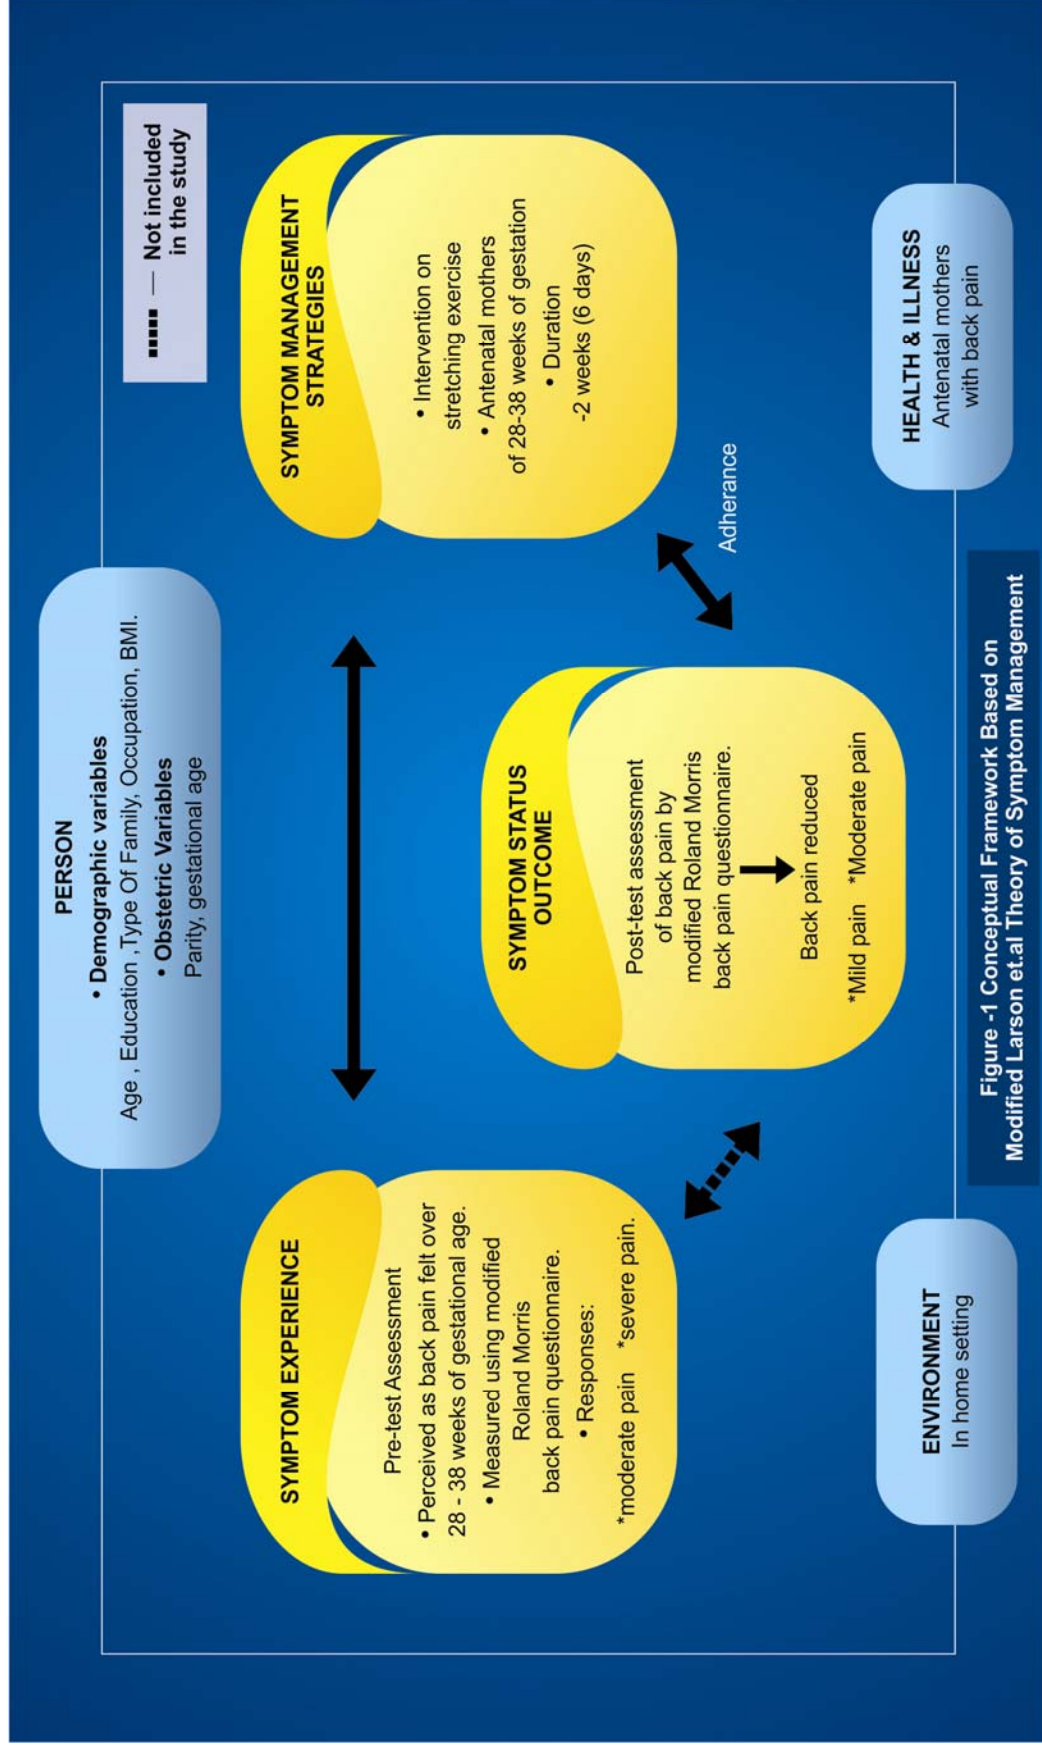 PERSON
• Demographic variables
Age , Education ,Type Of Family, Occupation, BMI.
• Obstetric Variables
Parity, gestational age
▪▪▪▪▪ — Not included
in the study
SYMPTOM EXPERIENCE
Pre-test Assessment
• Perceived as back pain felt over
28 - 38 weeks of gestational age.
• Measured using modified
Roland Morris
back pain questionnaire.
• Responses:
*moderate pain *severe pain.
SYMPTOM MANAGEMENT
STRATEGIES
• Intervention on
stretching exercise
• Antenatal mothers
of 28-38 weeks of gestation
• Duration
-2 weeks (6 days)
SYMPTOM STATUS
OUTCOME
Post-test assessment
of back pain by
modified Roland Morris
back pain questionnaire.
Back pain reduced
*Mild pain *Moderate pain
Adherance
ENVIRONMENT
In home setting
HEALTH & ILLNESS
Antenatal mothers
with back pain
Figure -1 Conceptual Framework Based on
Modified Larson et.al Theory of Symptom Management